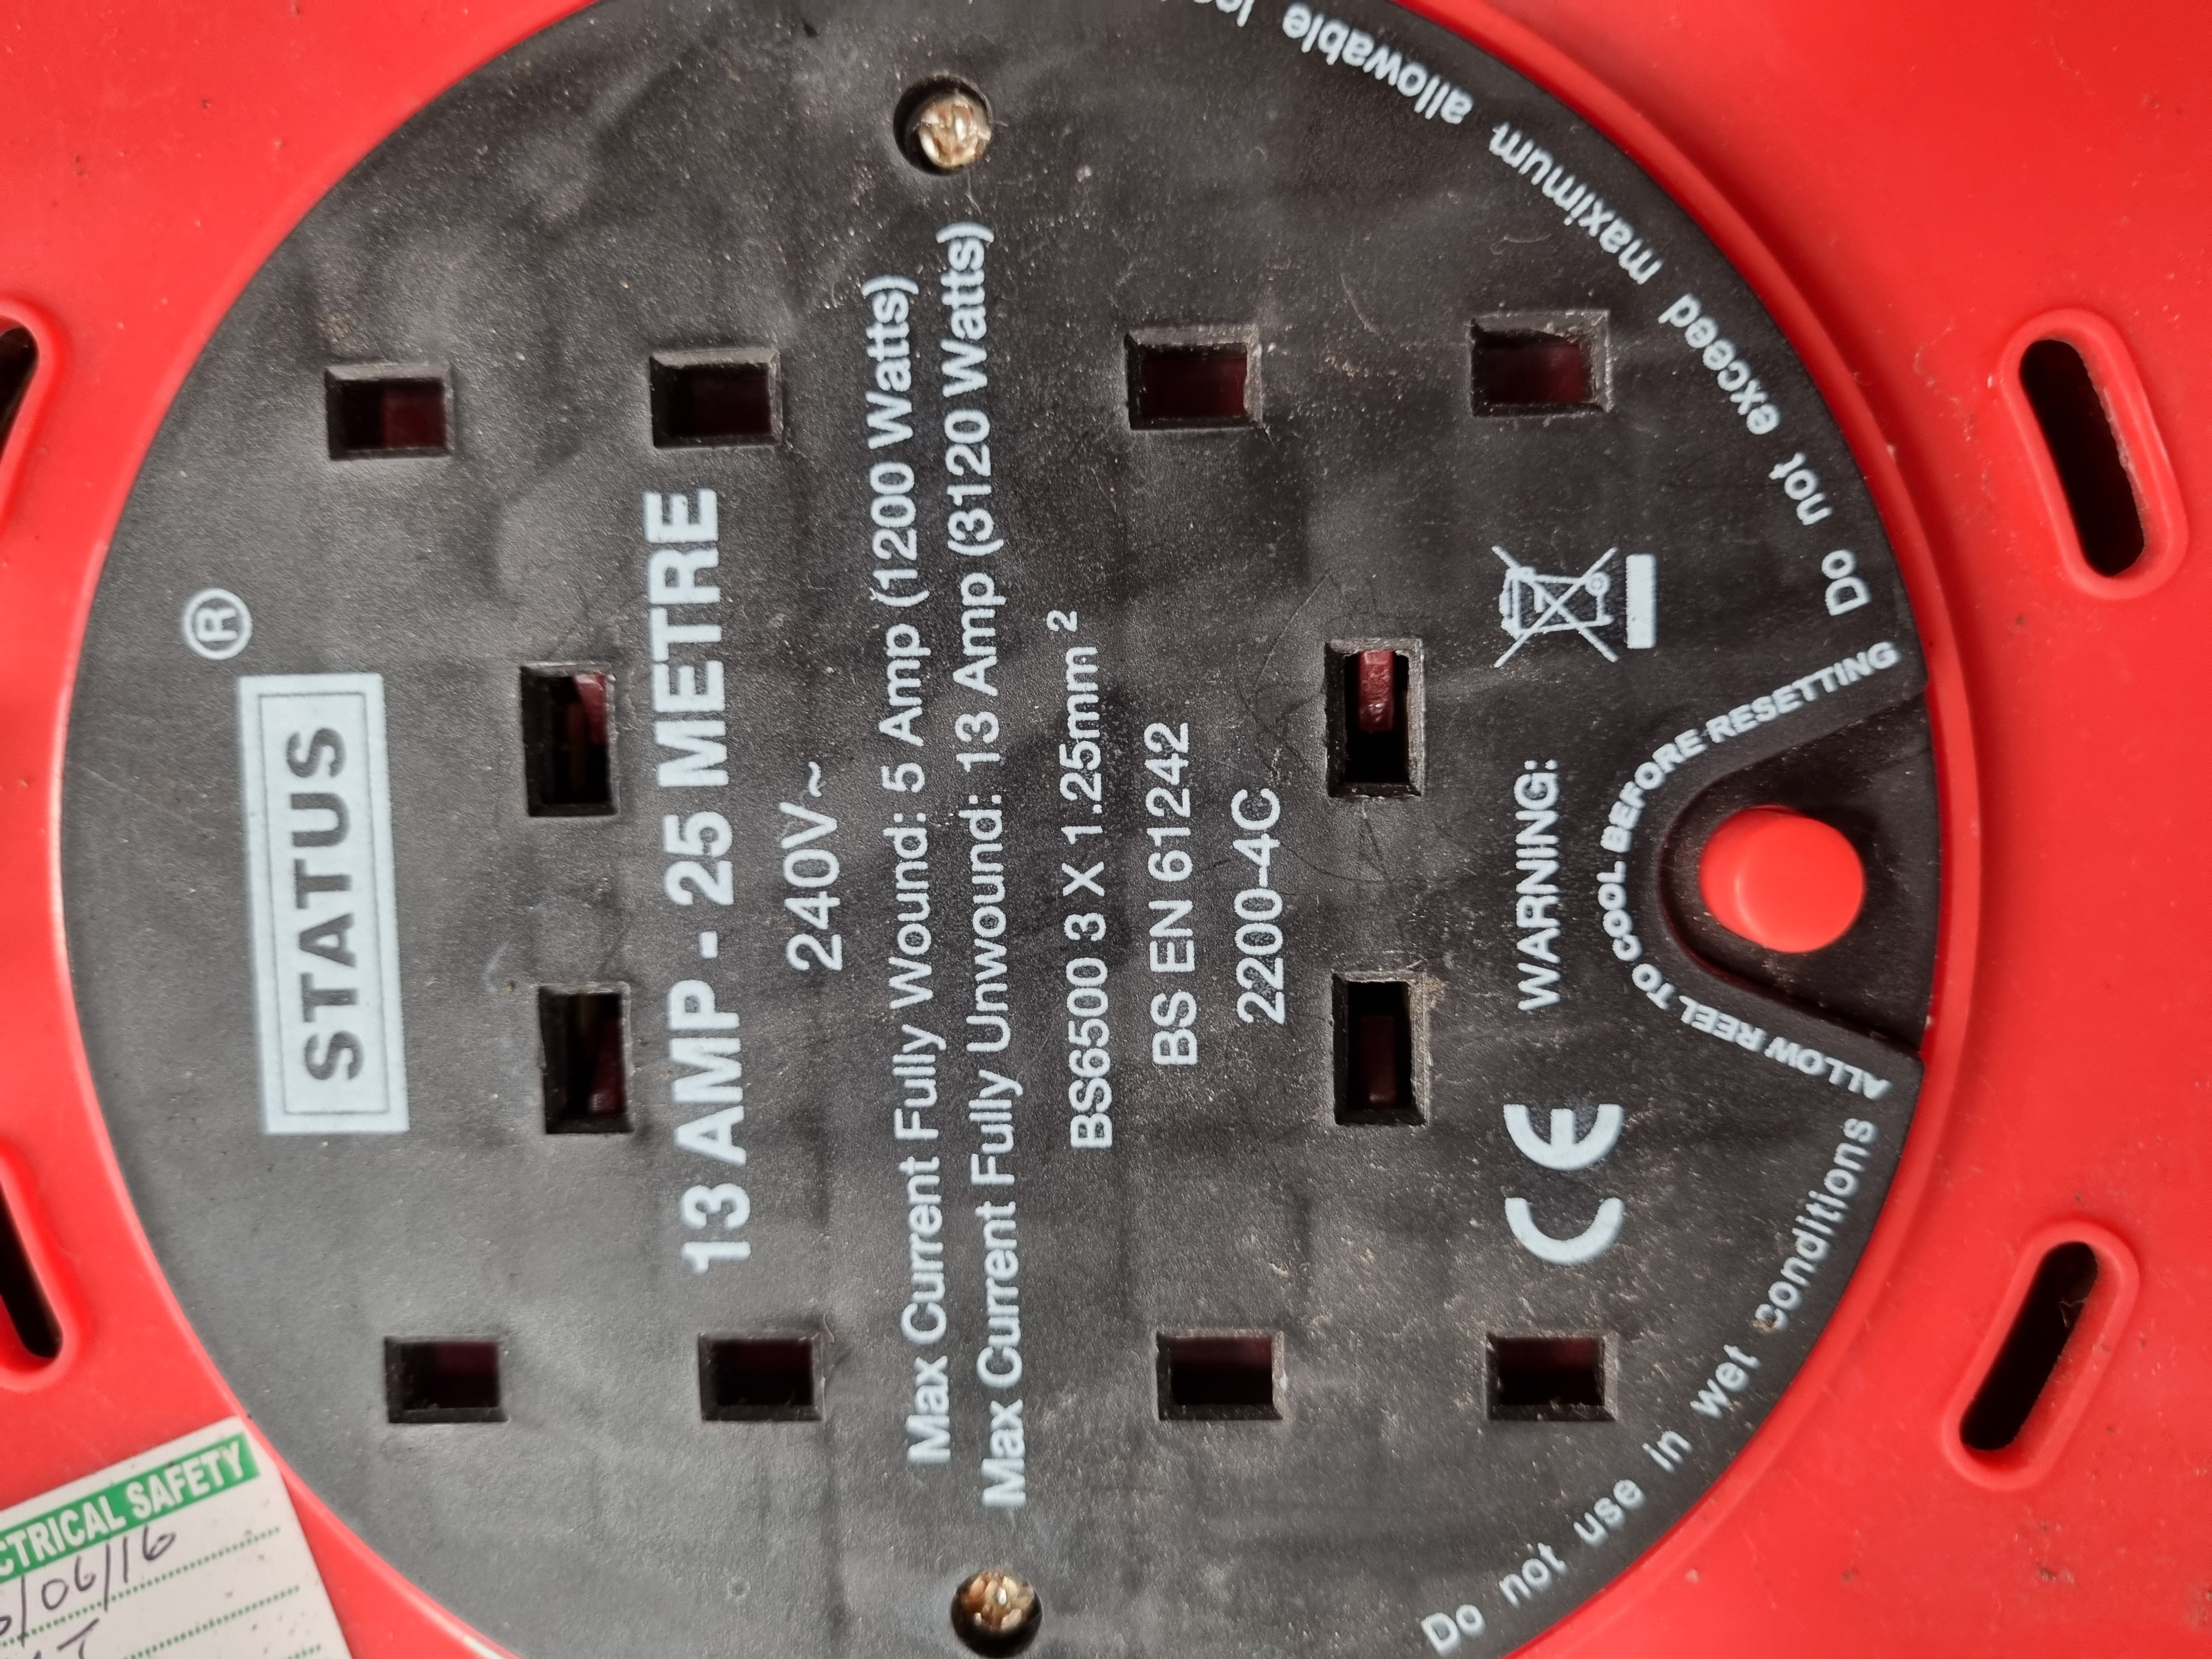 ®
STATUS
13 AMP - 25 METRE
240V~
Max Current Fully Wound: 5 Amp (1200 Watts)
Max Current Fully Unwound: 13 Amp (3120 Watts)
BS6500 3 X 1.25mm ²
BS EN 61242
2200-4C
CE
WARNING:
ALLOW REEL TO COOL BEFORE RESETTING
Do not use in wet conditions
Do not exceed maximum allowable
CTRICAL SAFETY
/06/16